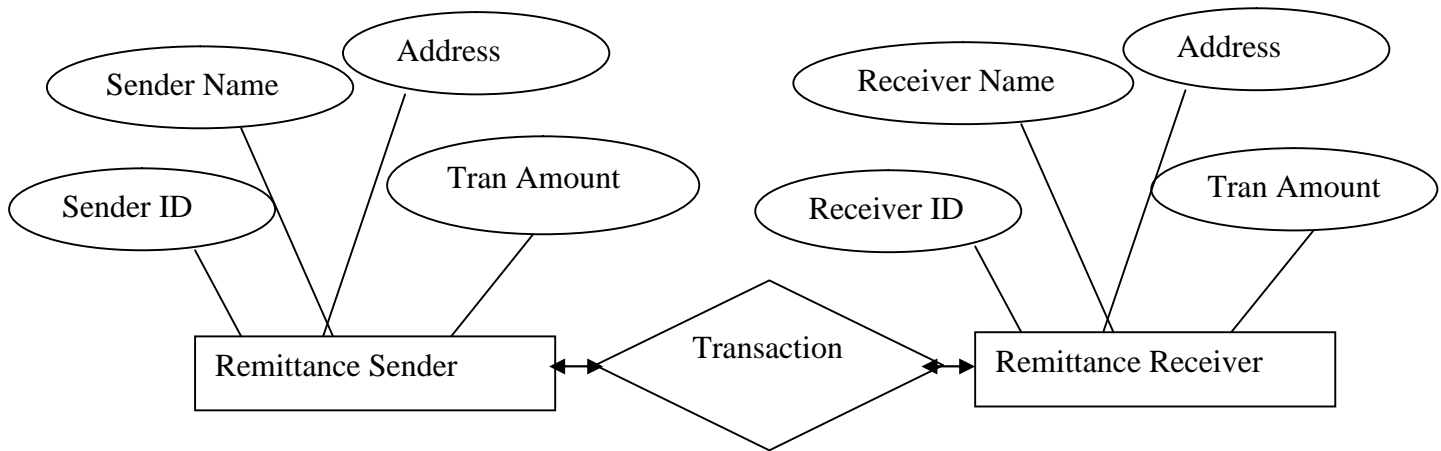 Address
Sender Name
Tran Amount
Sender ID
Remittance Sender
Transaction
Address
Receiver Name
Tran Amount
Receiver ID
Remittance Receiver